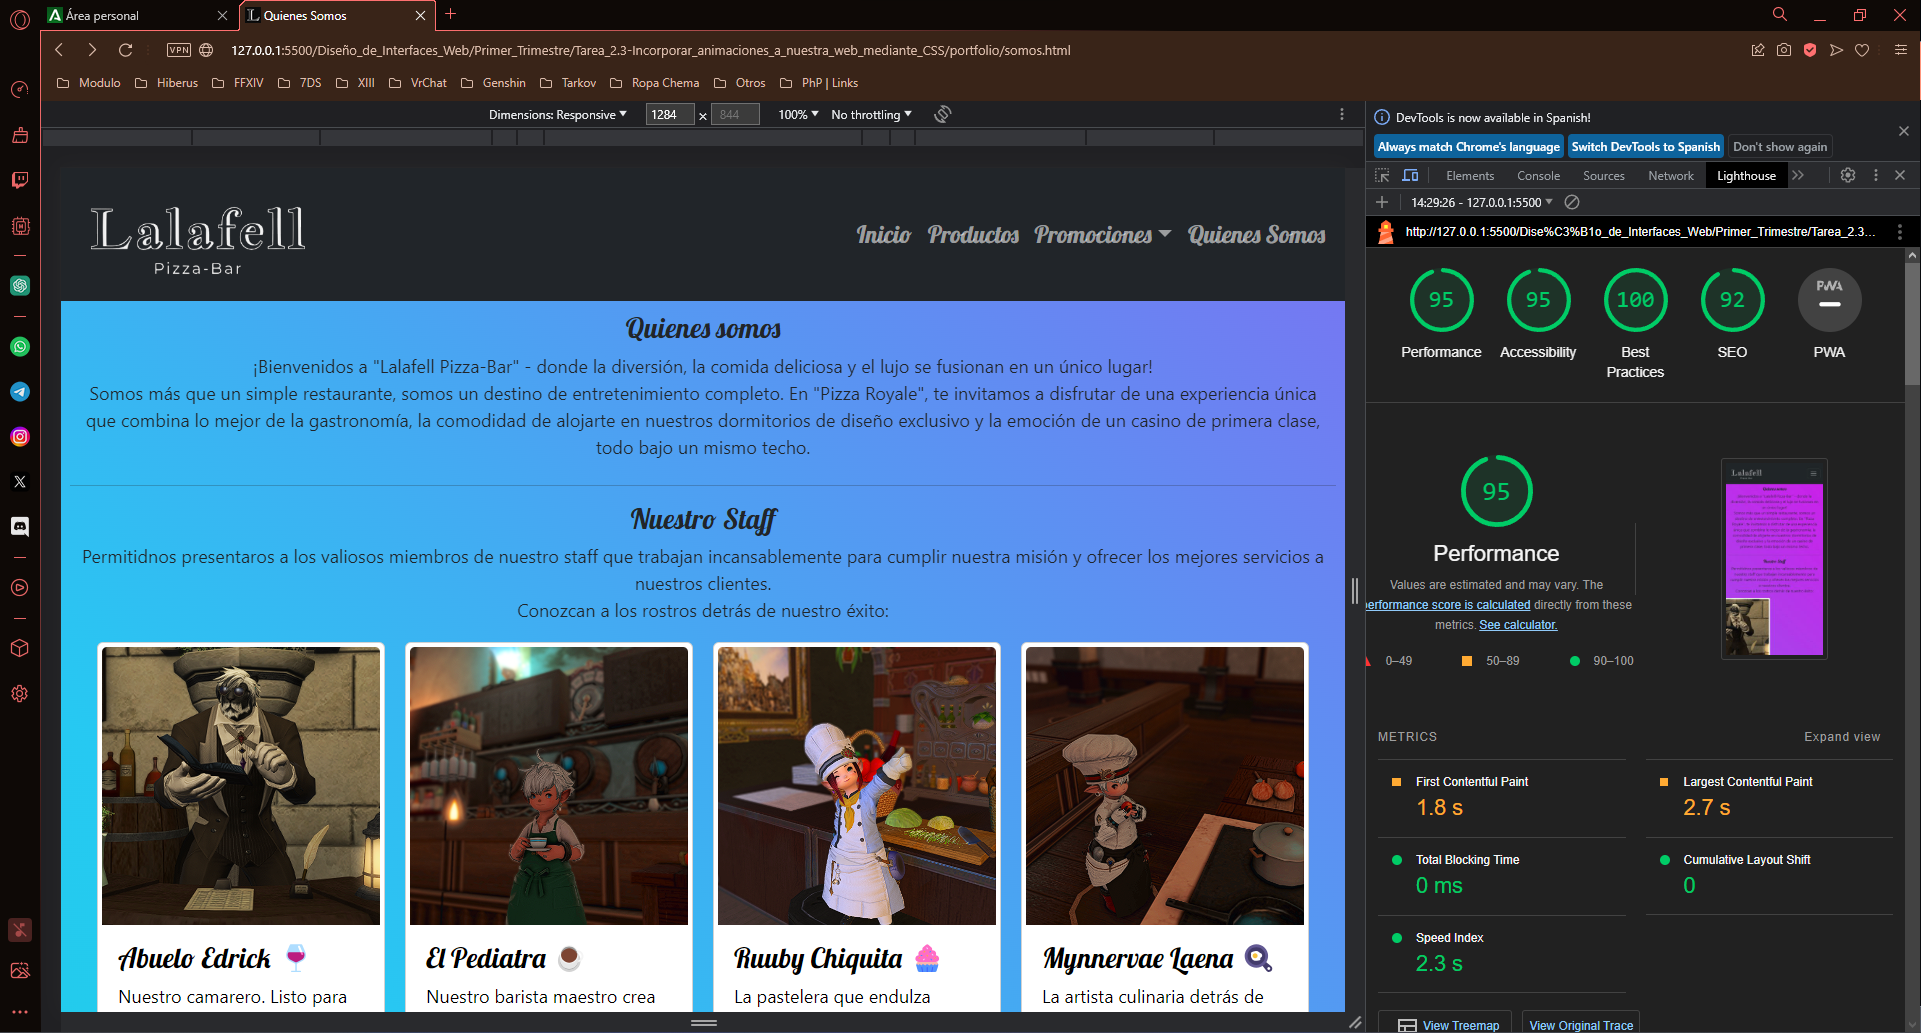 Área personal
Quienes Somos
VPN
127.0.0.1:5500/Diseño_de_Interfaces_Web/Primer_Trimestre/Tarea_2.3-Incorporar_animaciones_a_nuestra_web_mediante_CSS/portfolio/somos.html
Modulo Hiberus FFXIV 7DS XIII VrChat Genshin Tarkov Ropa Chema Otros PhP | Links
Dimensions: Responsive 1284 x 844 100% No throttling
DevTools is now available in Spanish!
Always match Chrome's language Switch DevTools to Spanish Don't show again
Elements Console Sources Network Lighthouse
14:29:26 - 127.0.0.1:5500
http://127.0.0.1:5500/Dise%C3%B1o_de_Interfaces_Web/Primer_Trimestre/Tarea_2.3...
Lalafell
Pizza-Bar
Inicio Productos Promociones Quienes Somos
Quienes somos
¡Bienvenidos a "Lalafell Pizza-Bar" - donde la diversión, la comida deliciosa y el lujo se fusionan en un único lugar!
Somos más que un simple restaurante, somos un destino de entretenimiento completo. En "Pizza Royale", te invitamos a disfrutar de una experiencia única
que combina lo mejor de la gastronomía, la comodidad de alojarte en nuestros dormitorios de diseño exclusivo y la emoción de un casino de primera clase,
todo bajo un mismo techo.
Nuestro Staff
Permitidnos presentaros a los valiosos miembros de nuestro staff que trabajan incansablemente para cumplir nuestra misión y ofrecer los mejores servicios a
nuestros clientes.
Conozcan a los rostros detrás de nuestro éxito:
Abuelo Edrick
Nuestro camarero. Listo para
El Pediatra
Nuestro barista maestro crea
Ruuby Chiquita
La pastelera que endulza
Mynnervae Laena
La artista culinaria detrás de
95 95 100 92 PWA
Performance Accessibility Best Practices SEO PWA
95
Performance
Values are estimated and may vary. The
performance score is calculated directly from these
metrics. See calculator.
0–49 50–89 90–100
Lalafell
METRICS Expand view
First Contentful Paint
1.8 s
Largest Contentful Paint
2.7 s
Total Blocking Time
0 ms
Cumulative Layout Shift
0
Speed Index
2.3 s
View Treemap View Original Trace